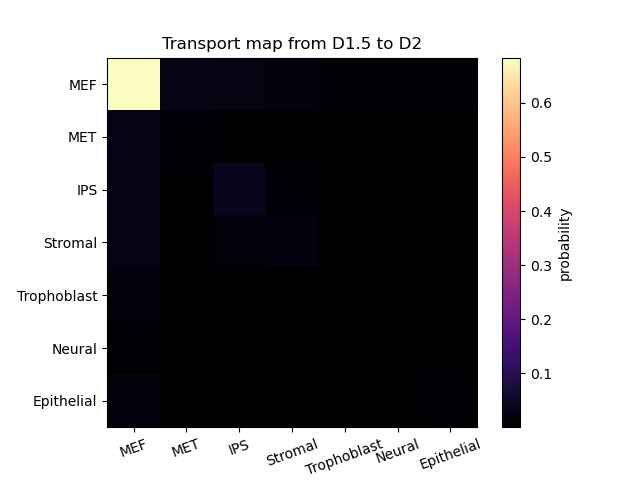 Transport map from D1.5 to D2
MEF
MET
IPS
Stromal
Trophoblast
Neural
Epithelial
MEF MET IPS Stromal Trophoblast Neural Epithelial
0.6
0.5
0.4
0.3
0.2
0.1
probability